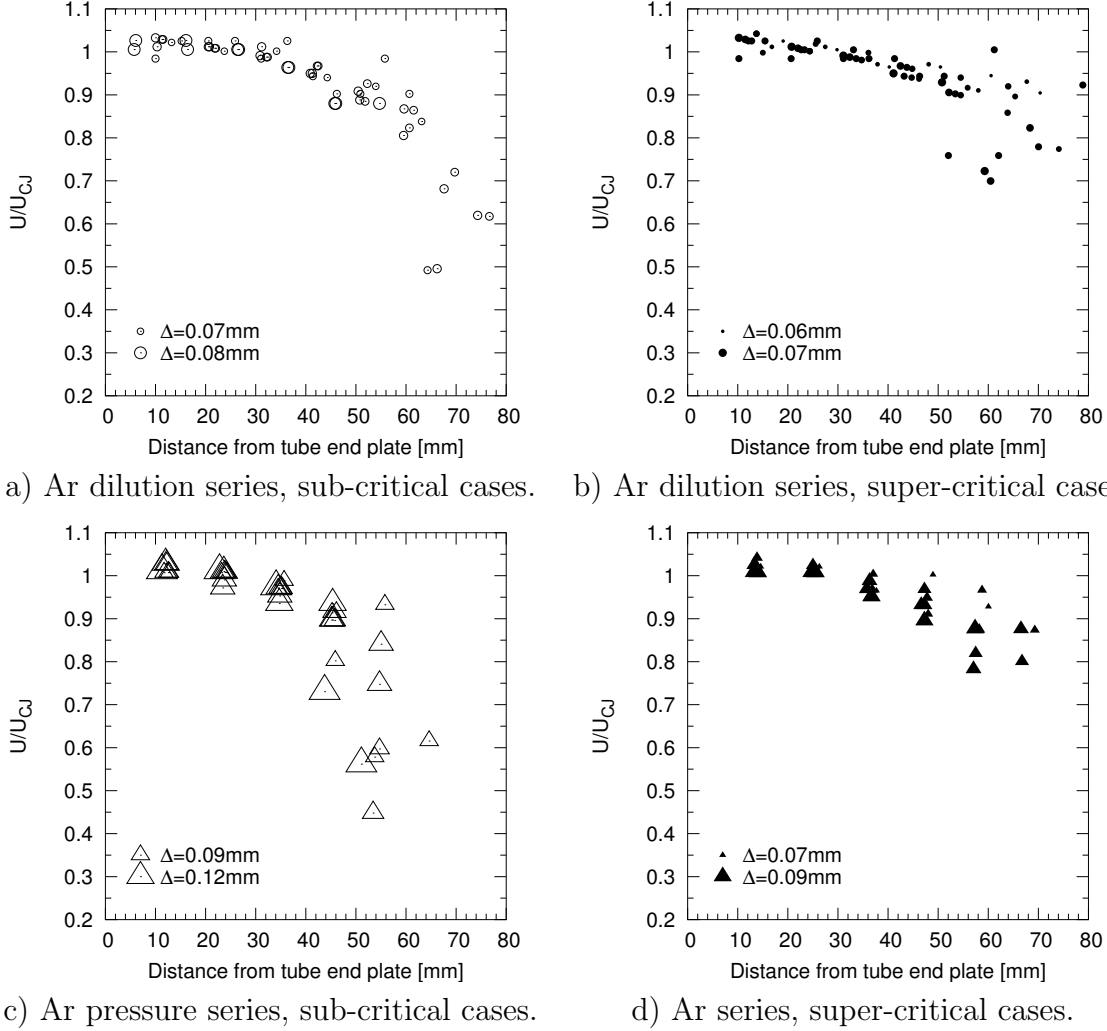 1.1
1
0.9
0.8
0.7
0.6
0.5
0.4
0.3
0.2
U/U_CJ
Δ=0.07mm
Δ=0.08mm
0 10 20 30 40 50 60 70 80
Distance from tube end plate [mm]
a) Ar dilution series, sub-critical cases.
1.1
1
0.9
0.8
0.7
0.6
0.5
0.4
0.3
0.2
U/U_CJ
Δ=0.06mm
Δ=0.07mm
0 10 20 30 40 50 60 70 80
Distance from tube end plate [mm]
b) Ar dilution series, super-critical case
1.1
1
0.9
0.8
0.7
0.6
0.5
0.4
0.3
0.2
U/U_CJ
Δ=0.09mm
Δ=0.12mm
0 10 20 30 40 50 60 70 80
Distance from tube end plate [mm]
c) Ar pressure series, sub-critical cases.
1.1
1
0.9
0.8
0.7
0.6
0.5
0.4
0.3
0.2
U/U_CJ
Δ=0.07mm
Δ=0.09mm
0 10 20 30 40 50 60 70 80
Distance from tube end plate [mm]
d) Ar series, super-critical cases.